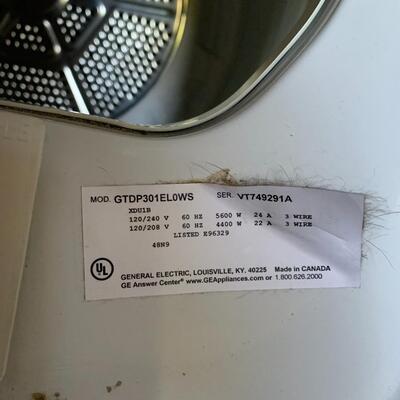 MOD. GTDP301EL0WS SER. VT749291A
XDU1B
120/240 V 60 HZ 5600 W 24 A 3 WIRE
120/208 V 60 HZ 4400 W 22 A 3 WIRE
LISTED E96329
48N9
UL
GENERAL ELECTRIC, LOUISVILLE, KY. 40225 Made in CANADA
GE Answer Center® www.GEAppliances.com or 1.800.626.2000